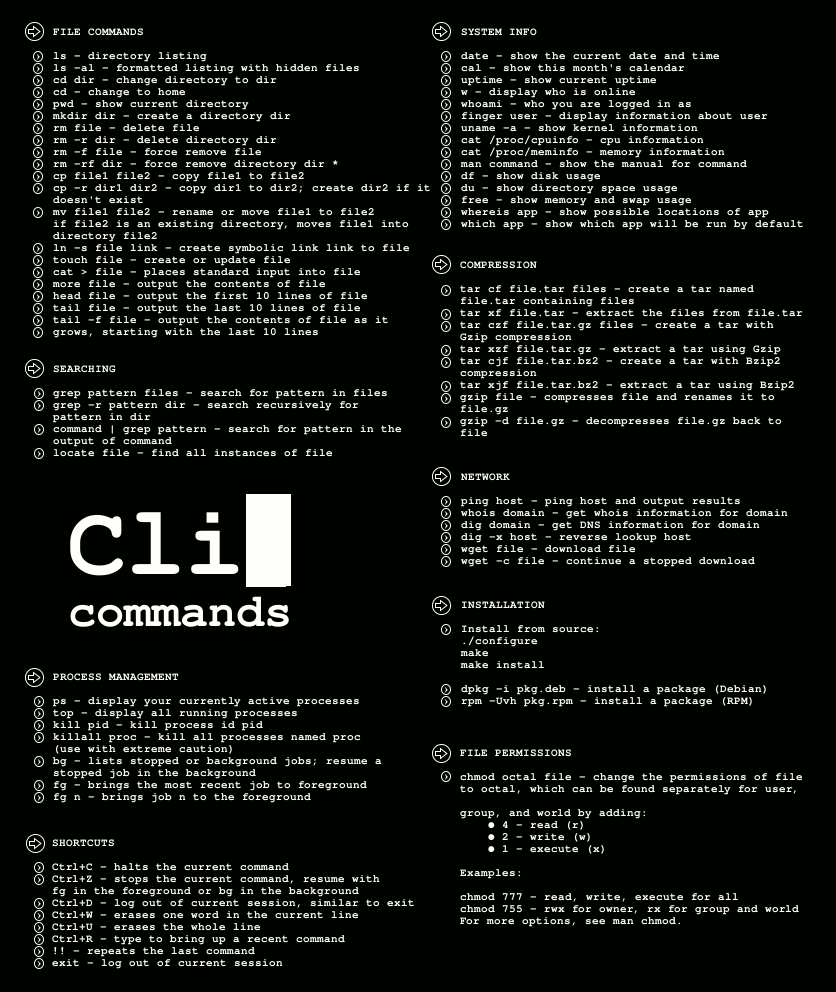 FILE COMMANDS
ls - directory listing
ls -al - formatted listing with hidden files
cd dir - change directory to dir
cd - change to home
pwd - show current directory
mkdir dir - create a directory dir
rm file - delete file
rm -r dir - delete directory dir
rm -f file - force remove file
rm -rf dir - force remove directory dir *
cp file1 file2 - copy file1 to file2
cp -r dir1 dir2 - copy dir1 to dir2; create dir2 if it
doesn't exist
mv file1 file2 - rename or move file1 to file2
if file2 is an existing directory, moves file1 into
directory file2
ln -s file link - create symbolic link link to file
touch file - create or update file
cat > file - places standard input into file
more file - output the contents of file
head file - output the first 10 lines of file
tail file - output the last 10 lines of file
tail -f file - output the contents of file as it
grows, starting with the last 10 lines
SEARCHING
grep pattern files - search for pattern in files
grep -r pattern dir - search recursively for
pattern in dir
command | grep pattern - search for pattern in the
output of command
locate file - find all instances of file
Cli
commands
PROCESS MANAGEMENT
ps - display your currently active processes
top - display all running processes
kill pid - kill process id pid
killall proc - kill all processes named proc
(use with extreme caution)
bg - lists stopped or background jobs; resume a
stopped job in the background
fg - brings the most recent job to foreground
fg n - brings job n to the foreground
SHORTCUTS
Ctrl+C - halts the current command
Ctrl+Z - stops the current command, resume with
fg in the foreground or bg in the background
Ctrl+D - log out of current session, similar to exit
Ctrl+W - erases one word in the current line
Ctrl+U - erases the whole line
Ctrl+R - type to bring up a recent command
!! - repeats the last command
exit - log out of current session
SYSTEM INFO
date - show the current date and time
cal - show this month's calendar
uptime - show current uptime
w - display who is online
whoami - who you are logged in as
finger user - display information about user
uname -a - show kernel information
cat /proc/cpuinfo - cpu information
cat /proc/meminfo - memory information
man command - show the manual for command
df - show disk usage
du - show directory space usage
free - show memory and swap usage
whereis app - show possible locations of app
which app - show which app will be run by default
COMPRESSION
tar cf file.tar files - create a tar named
file.tar containing files
tar xf file.tar - extract the files from file.tar
tar czf file.tar.gz files - create a tar with
Gzip compression
tar xzf file.tar.gz - extract a tar using Gzip
tar cjf file.tar.bz2 - create a tar with Bzip2
compression
tar xjf file.tar.bz2 - extract a tar using Bzip2
gzip file - compresses file and renames it to
file.gz
gzip -d file.gz - decompresses file.gz back to
file
NETWORK
ping host - ping host and output results
whois domain - get whois information for domain
dig domain - get DNS information for domain
dig -x host - reverse lookup host
wget file - download file
wget -c file - continue a stopped download
INSTALLATION
Install from source:
./configure
make
make install
dpkg -i pkg.deb - install a package (Debian)
rpm -Uvh pkg.rpm - install a package (RPM)
FILE PERMISSIONS
chmod octal file - change the permissions of file
to octal, which can be found separately for user,
group, and world by adding:
● 4 - read (r)
● 2 - write (w)
● 1 - execute (x)
Examples:
chmod 777 - read, write, execute for all
chmod 755 - rwx for owner, rx for group and world
For more options, see man chmod.